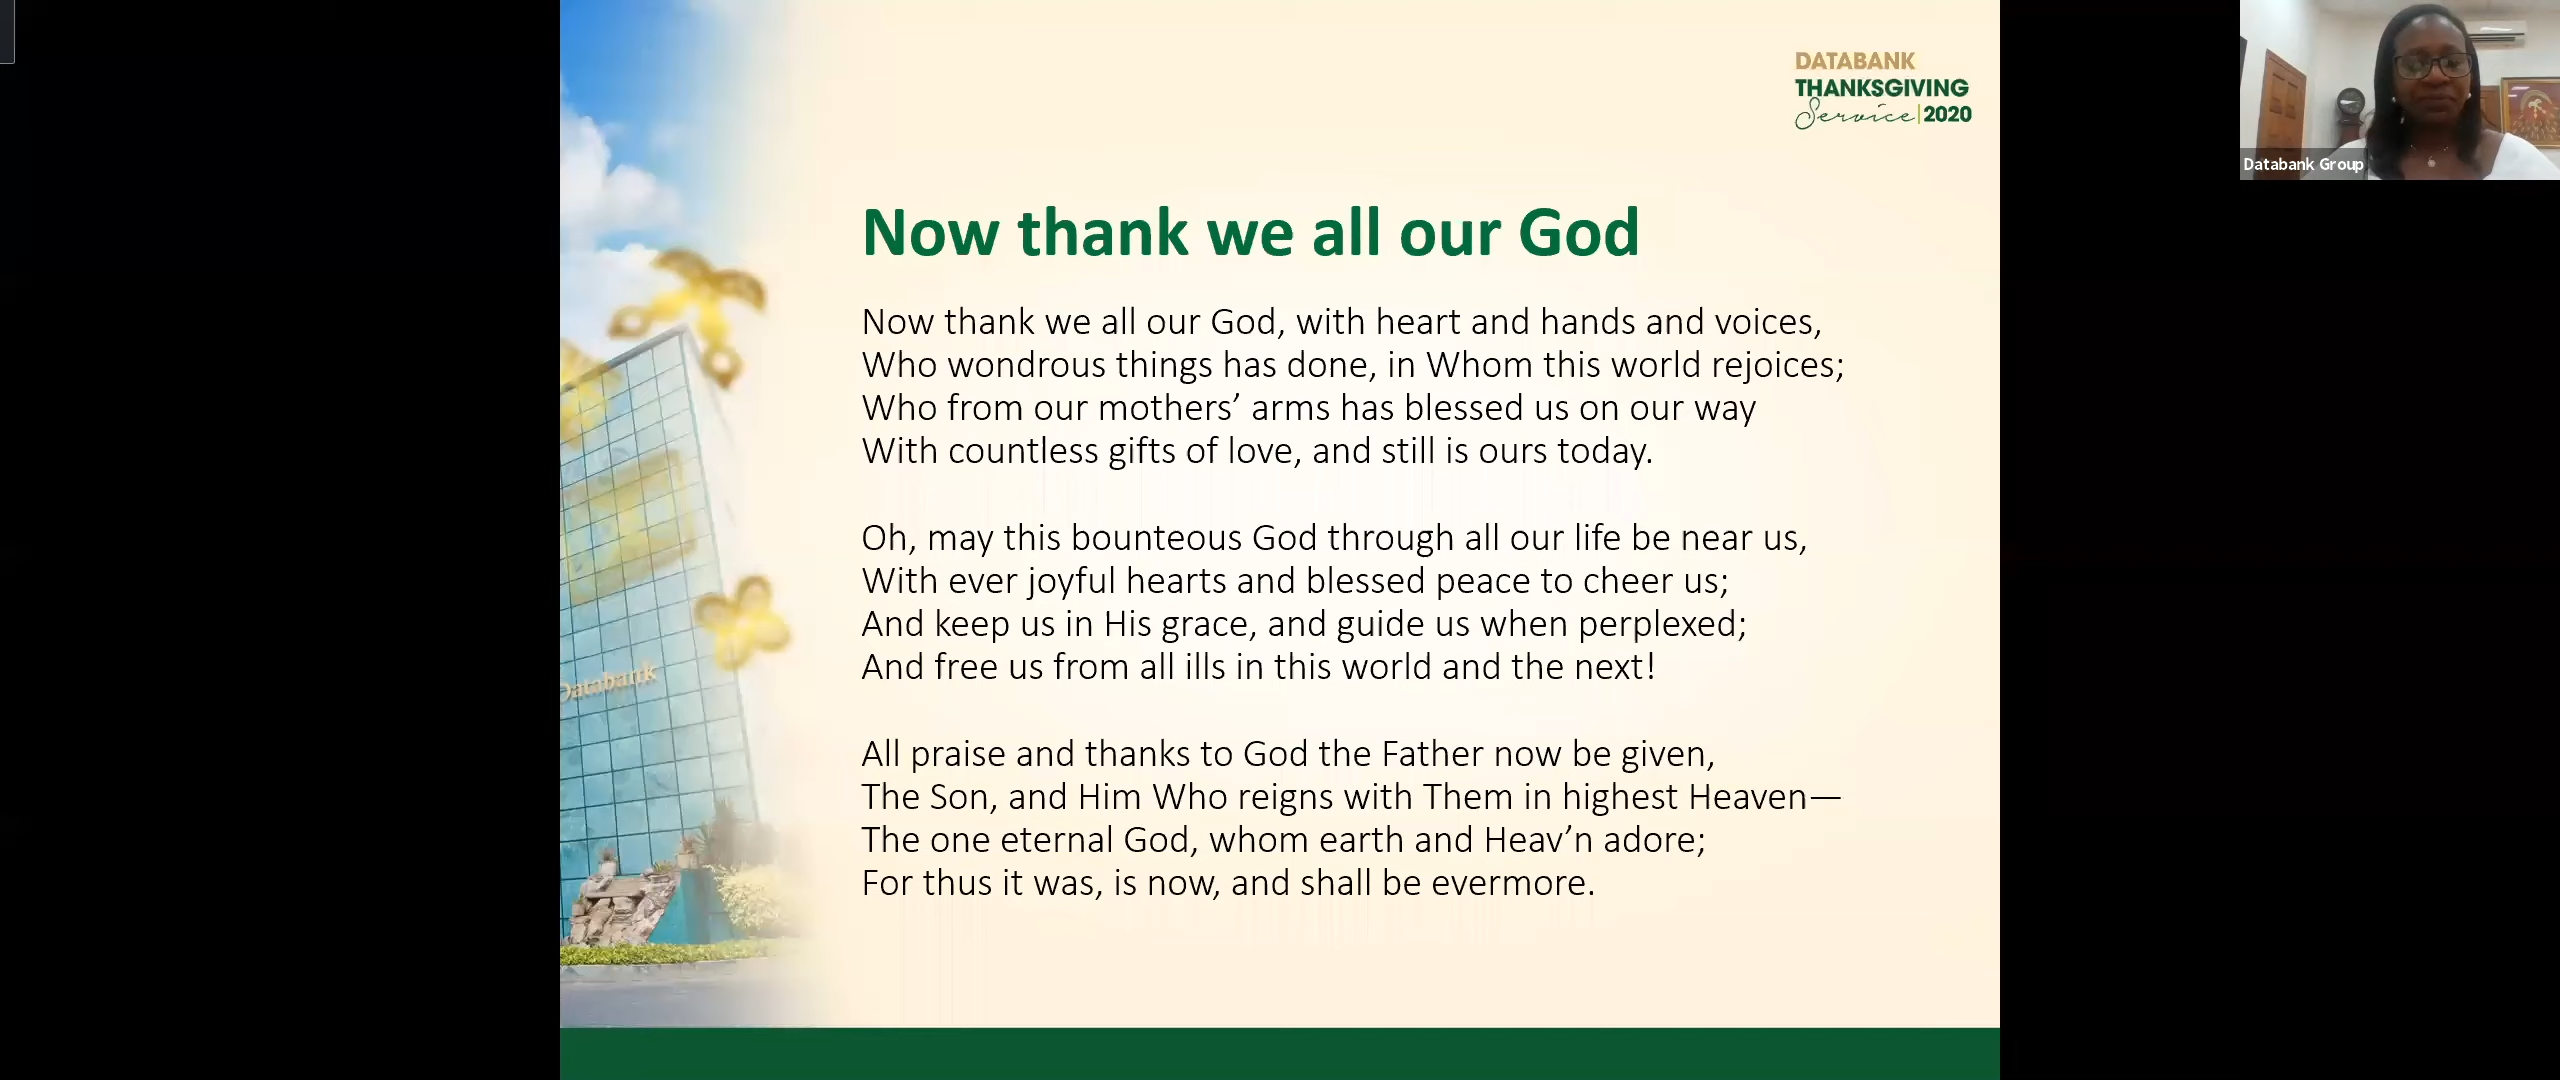 DATABANK
THANKSGIVING
Service | 2020
Databank Group
Now thank we all our God
Now thank we all our God, with heart and hands and voices,
Who wondrous things has done, in Whom this world rejoices;
Who from our mothers’ arms has blessed us on our way
With countless gifts of love, and still is ours today.
Oh, may this bounteous God through all our life be near us,
With ever joyful hearts and blessed peace to cheer us;
And keep us in His grace, and guide us when perplexed;
And free us from all ills in this world and the next!
Databank
All praise and thanks to God the Father now be given,
The Son, and Him Who reigns with Them in highest Heaven—
The one eternal God, whom earth and Heav’n adore;
For thus it was, is now, and shall be evermore.